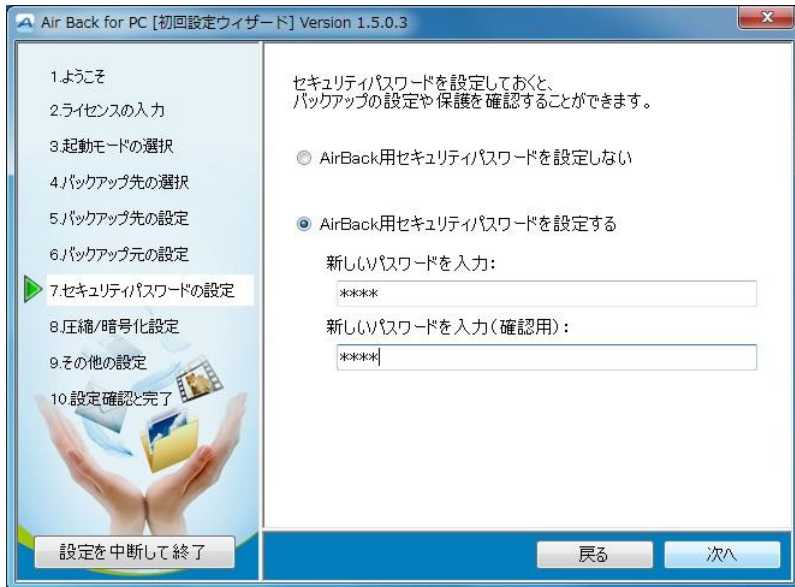 Air Back for PC [初回設定ウィザード] Version 1.5.0.3
1.ようこそ
2.ライセンスの入力
3.起動モードの選択
4.バックアップ先の選択
5.バックアップ先の設定
6.バックアップ元の設定
7.セキュリティパスワードの設定
8.圧縮/暗号化設定
9.その他の設定
10.設定確認と完了
設定を中断して終了
セキュリティパスワードを設定しておくと、
バックアップの設定や保護を確認することができます。
AirBack用セキュリティパスワードを設定しない
AirBack用セキュリティパスワードを設定する
新しいパスワードを入力:
****
新しいパスワードを入力(確認用):
****
戻る
次へ